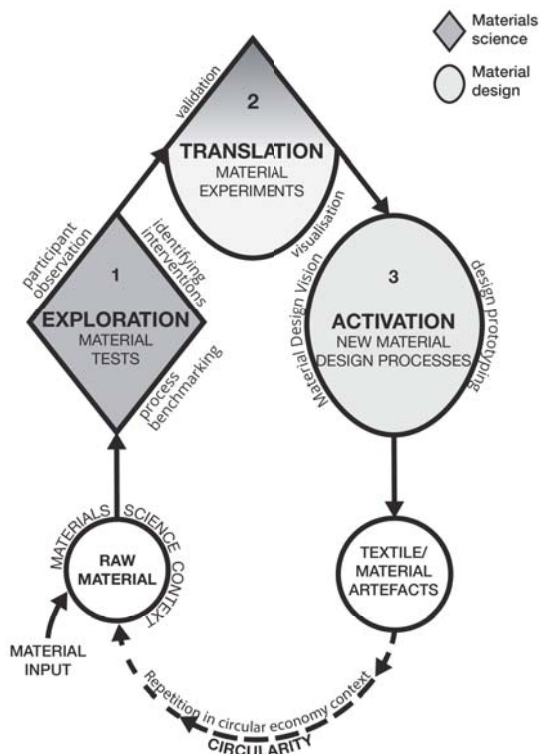 Materials
science
Material
design
validation
2
TRANSLATION
MATERIAL
EXPERIMENTS
visualisation
participant
observation
identifying
interventions
1
EXPLORATION
MATERIAL
TESTS
process
benchmarking
Material Design Vision
design prototyping
3
ACTIVATION
NEW MATERIAL
DESIGN PROCESSES
MATERIALS SCIENCE CONTEXT
RAW
MATERIAL
MATERIAL
INPUT
TEXTILE/
MATERIAL
ARTEFACTS
Repetition in circular economy context
CIRCULARITY